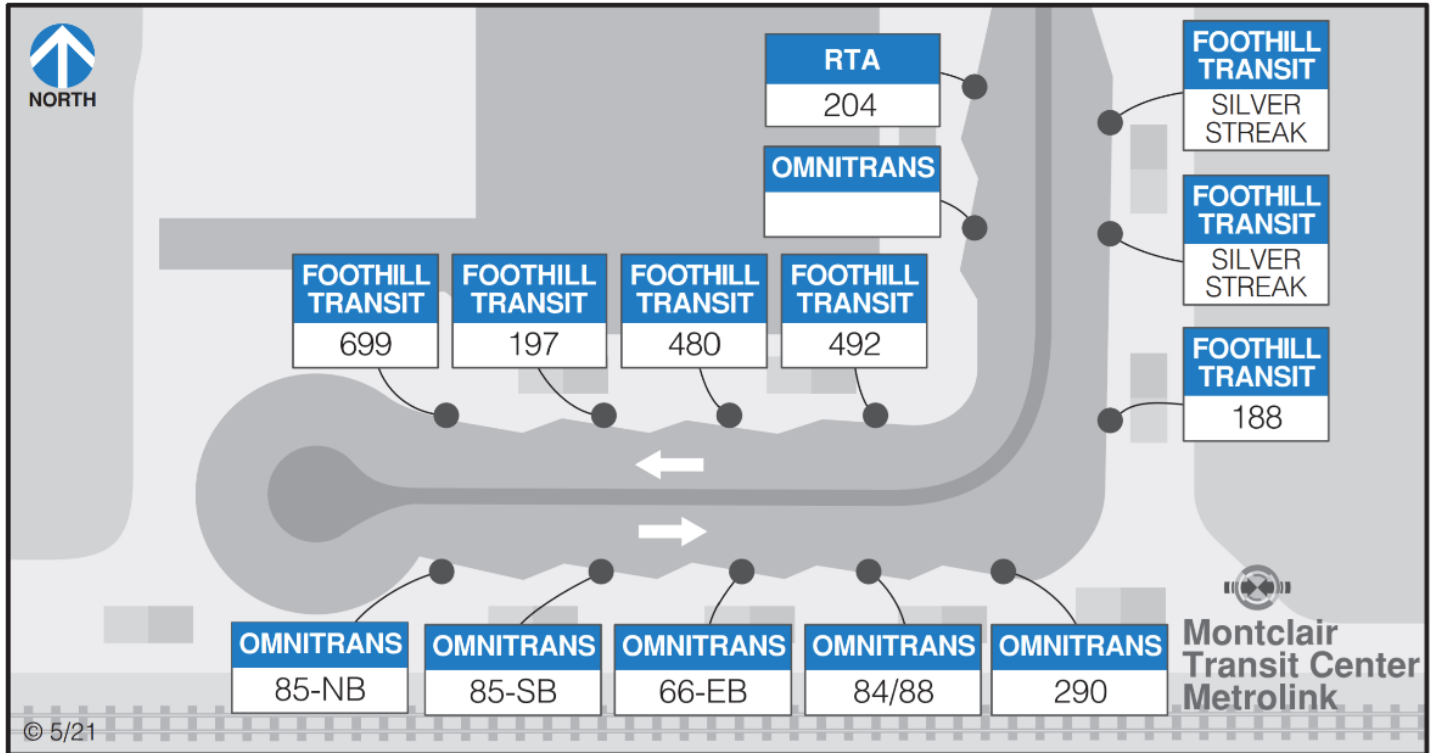 NORTH
RTA
204
FOOTHILL
TRANSIT
SILVER
STREAK
OMNITRANS
FOOTHILL
TRANSIT
SILVER
STREAK
FOOTHILL
TRANSIT
699
FOOTHILL
TRANSIT
197
FOOTHILL
TRANSIT
480
FOOTHILL
TRANSIT
492
FOOTHILL
TRANSIT
188
OMNITRANS
85-NB
OMNITRANS
85-SB
OMNITRANS
66-EB
OMNITRANS
84/88
OMNITRANS
290
Montclair
Transit Center
Metrolink
© 5/21